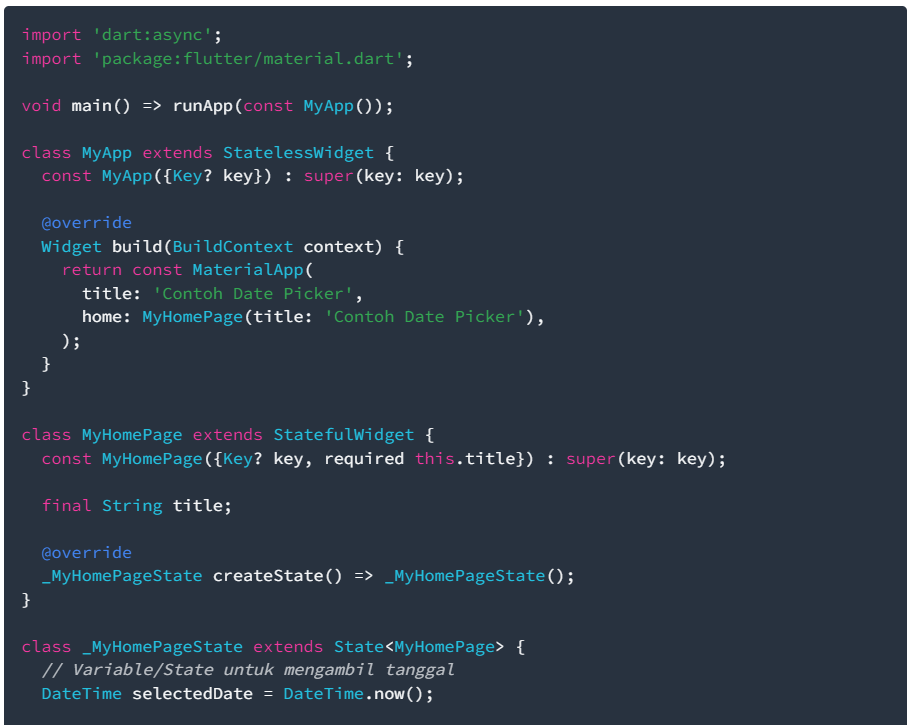 import 'dart:async';
import 'package:flutter/material.dart';

void main() => runApp(const MyApp());

class MyApp extends StatelessWidget {
  const MyApp({Key? key}) : super(key: key);

  @override
  Widget build(BuildContext context) {
    return const MaterialApp(
      title: 'Contoh Date Picker',
      home: MyHomePage(title: 'Contoh Date Picker'),
    );
  }
}

class MyHomePage extends StatefulWidget {
  const MyHomePage({Key? key, required this.title}) : super(key: key);

  final String title;

  @override
  _MyHomePageState createState() => _MyHomePageState();
}

class _MyHomePageState extends State<MyHomePage> {
  // Variable/State untuk mengambil tanggal
  DateTime selectedDate = DateTime.now();